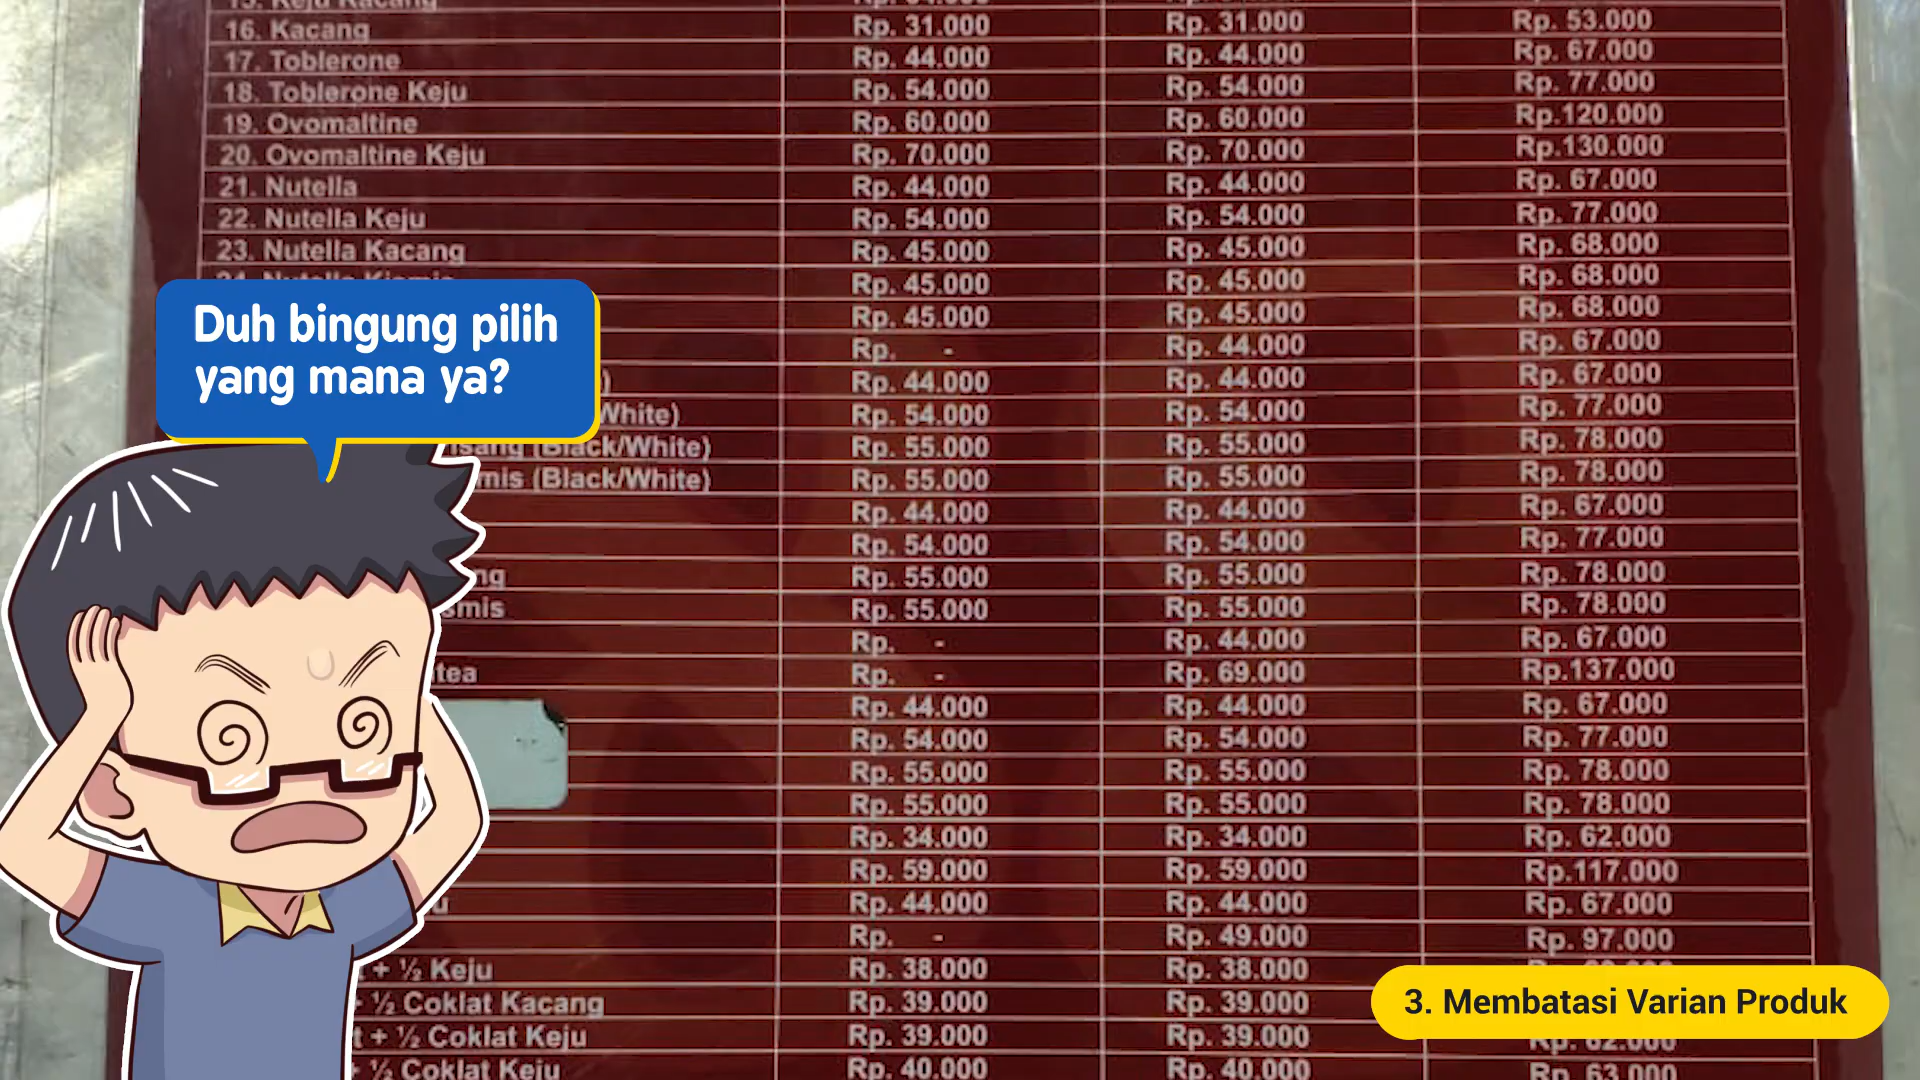 16. Kacang Rp. 31.000 Rp. 31.000 Rp. 53.000
17. Toblerone Rp. 44.000 Rp. 44.000 Rp. 67.000
18. Toblerone Keju Rp. 54.000 Rp. 54.000 Rp. 77.000
19. Ovomaltine Rp. 60.000 Rp. 60.000 Rp.120.000
20. Ovomaltine Keju Rp. 70.000 Rp. 70.000 Rp.130.000
21. Nutella Rp. 44.000 Rp. 44.000 Rp. 67.000
22. Nutella Keju Rp. 54.000 Rp. 54.000 Rp. 77.000
23. Nutella Kacang Rp. 45.000 Rp. 45.000 Rp. 68.000
Rp. 45.000 Rp. 45.000 Rp. 68.000
Rp. 45.000 Rp. 45.000 Rp. 68.000
Rp. - Rp. 44.000 Rp. 67.000
) Rp. 44.000 Rp. 44.000 Rp. 67.000
White) Rp. 54.000 Rp. 54.000 Rp. 77.000
(Black/White) Rp. 55.000 Rp. 55.000 Rp. 78.000
(Black/White) Rp. 55.000 Rp. 55.000 Rp. 78.000
Rp. 44.000 Rp. 44.000 Rp. 67.000
Rp. 54.000 Rp. 54.000 Rp. 77.000
Rp. 55.000 Rp. 55.000 Rp. 78.000
Rp. 55.000 Rp. 55.000 Rp. 78.000
Rp. - Rp. 44.000 Rp. 67.000
Rp. - Rp. 69.000 Rp.137.000
Rp. 44.000 Rp. 44.000 Rp. 67.000
Rp. 54.000 Rp. 54.000 Rp. 77.000
Rp. 55.000 Rp. 55.000 Rp. 78.000
Rp. 55.000 Rp. 55.000 Rp. 78.000
Rp. 34.000 Rp. 34.000 Rp. 62.000
Rp. 59.000 Rp. 59.000 Rp.117.000
Rp. 44.000 Rp. 44.000 Rp. 67.000
Rp. - Rp. 49.000 Rp. 97.000
+ ½ Keju Rp. 38.000 Rp. 38.000
½ Coklat Kacang Rp. 39.000 Rp. 39.000
+ ½ Coklat Keju Rp. 39.000 Rp. 39.000
½ Coklat Keju Rp. 40.000 Rp. 40.000 Rp. 63.000
Duh bingung pilih
yang mana ya?
3. Membatasi Varian Produk